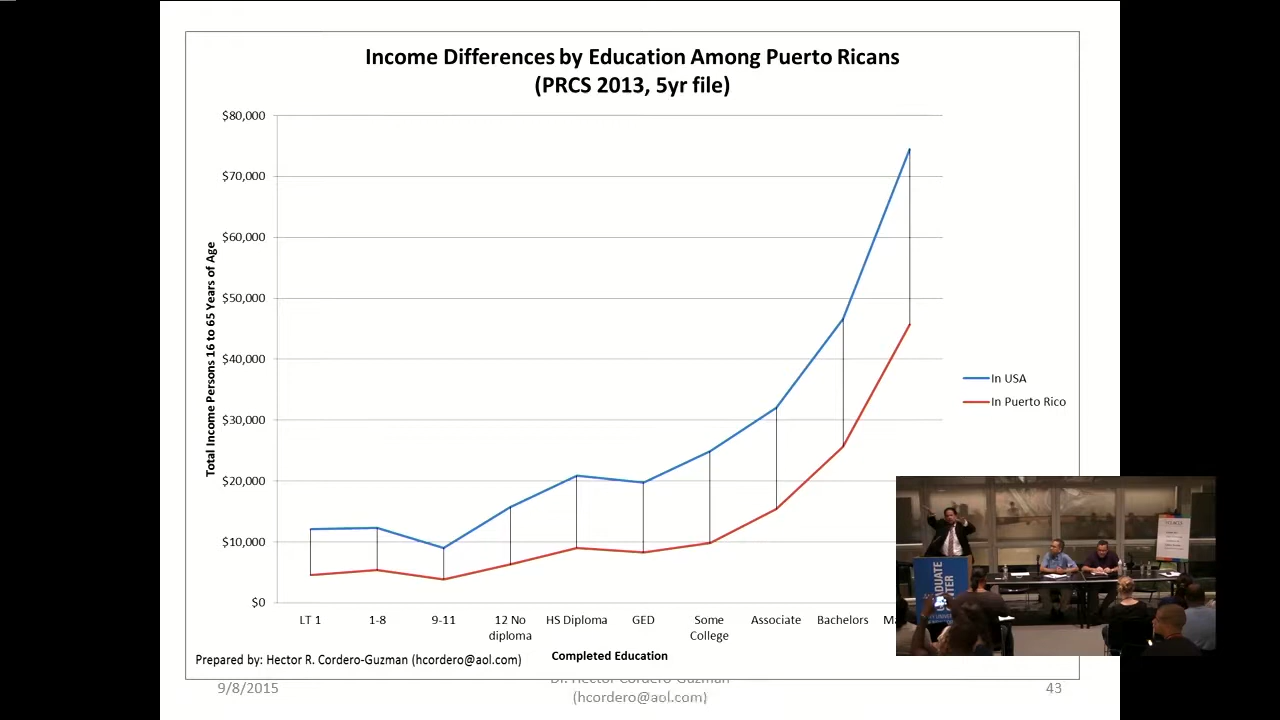 Income Differences by Education Among Puerto Ricans
(PRCS 2013, 5yr file)
$80,000
$70,000
$60,000
$50,000
$40,000
$30,000
$20,000
$10,000
$0
Total Income Persons 16 to 65 Years of Age
In USA
In Puerto Rico
LT 1
1-8
9-11
12 No
diploma
HS Diploma
GED
Some
College
Associate
Bachelors
Completed Education
Prepared by: Hector R. Cordero-Guzman (hcordero@aol.com)
9/8/2015
Dr. Hector Cordero-Guzman
(hcordero@aol.com)
43